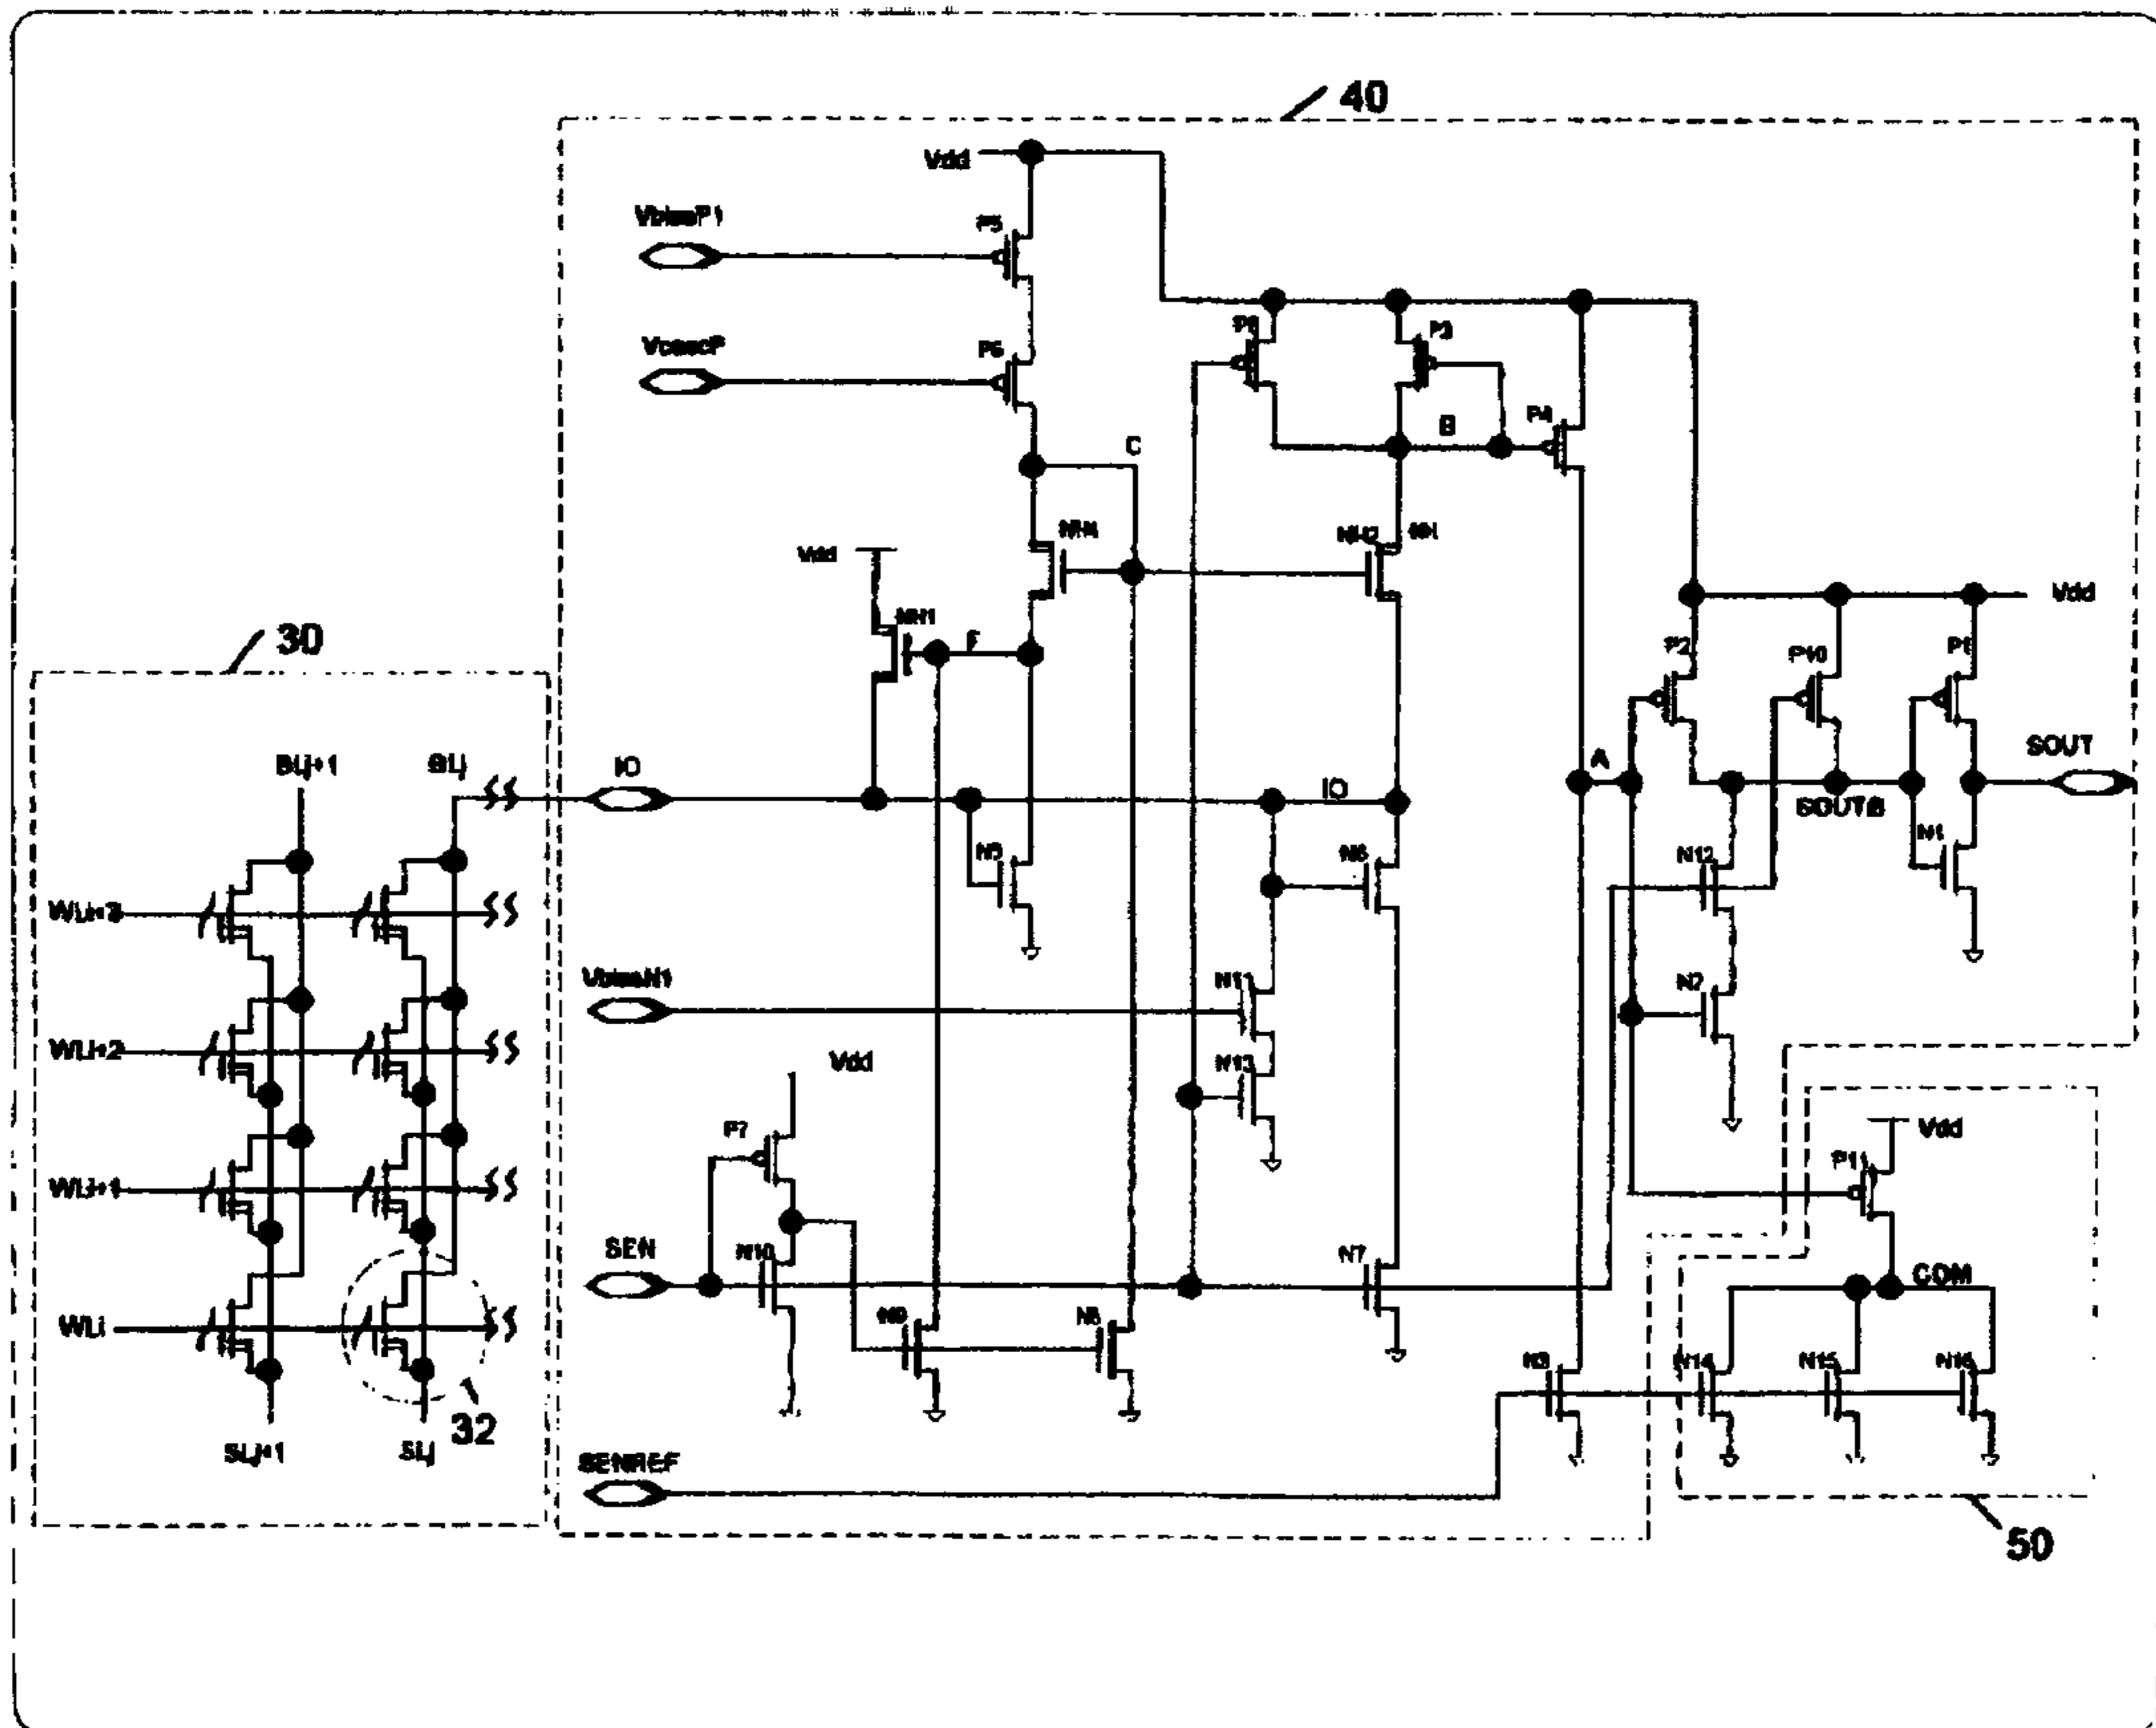 40
Vdd
VbiasP1
P5
VcascP
P6
P3
B
P4
C
NH4
Vdd
NH1
F
Vdd
30
P2
P10
P1
BLj+1
BLj
IO
IO
A
SOUT
SOUTB
N5
N6
N12
N1
WLi+3
VbiasN1
N11
N2
WLi+2
Vdd
N13
P7
Vdd
P11
WLi+1
SEN
N10
N7
COM
WLi
N9
N8
N3
N14
N15
N16
32
SLj+1
SLj
SENREF
50